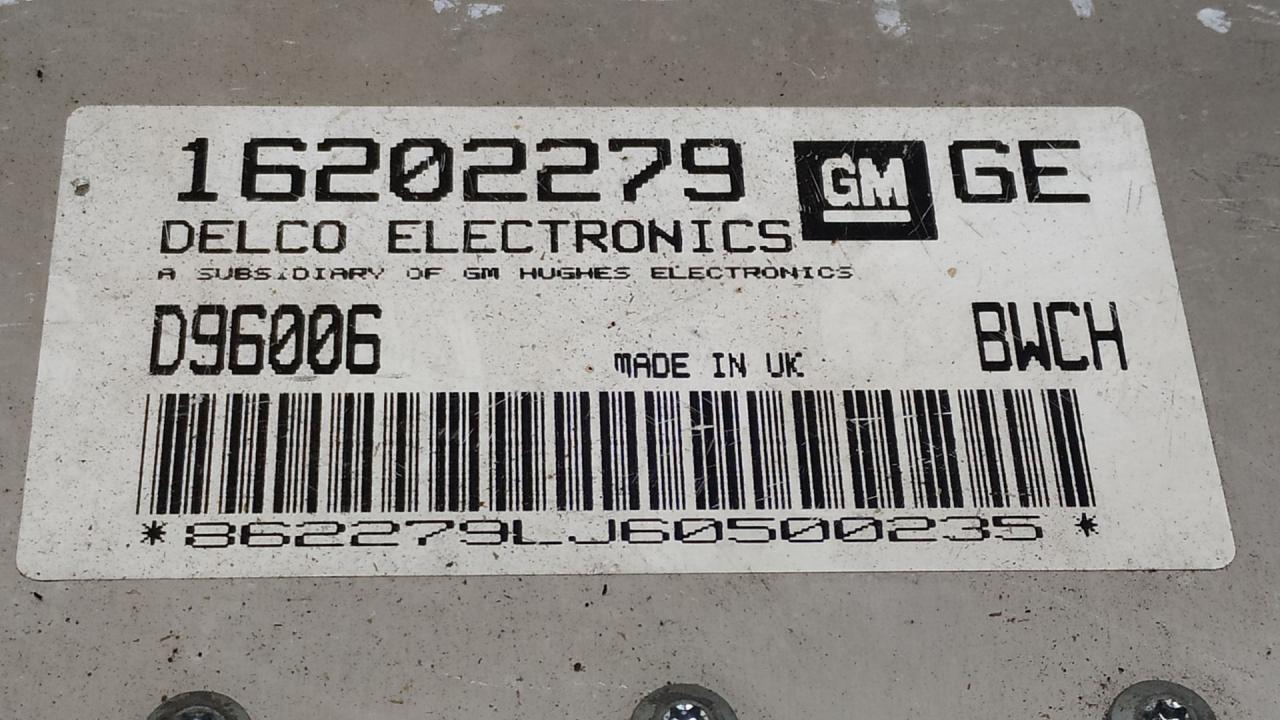 16202279 GM GE
DELCO ELECTRONICS
A SUBSIDIARY OF GM HUGHES ELECTRONICS
D96006 BWCH
MADE IN UK
*862279LJ60500235*